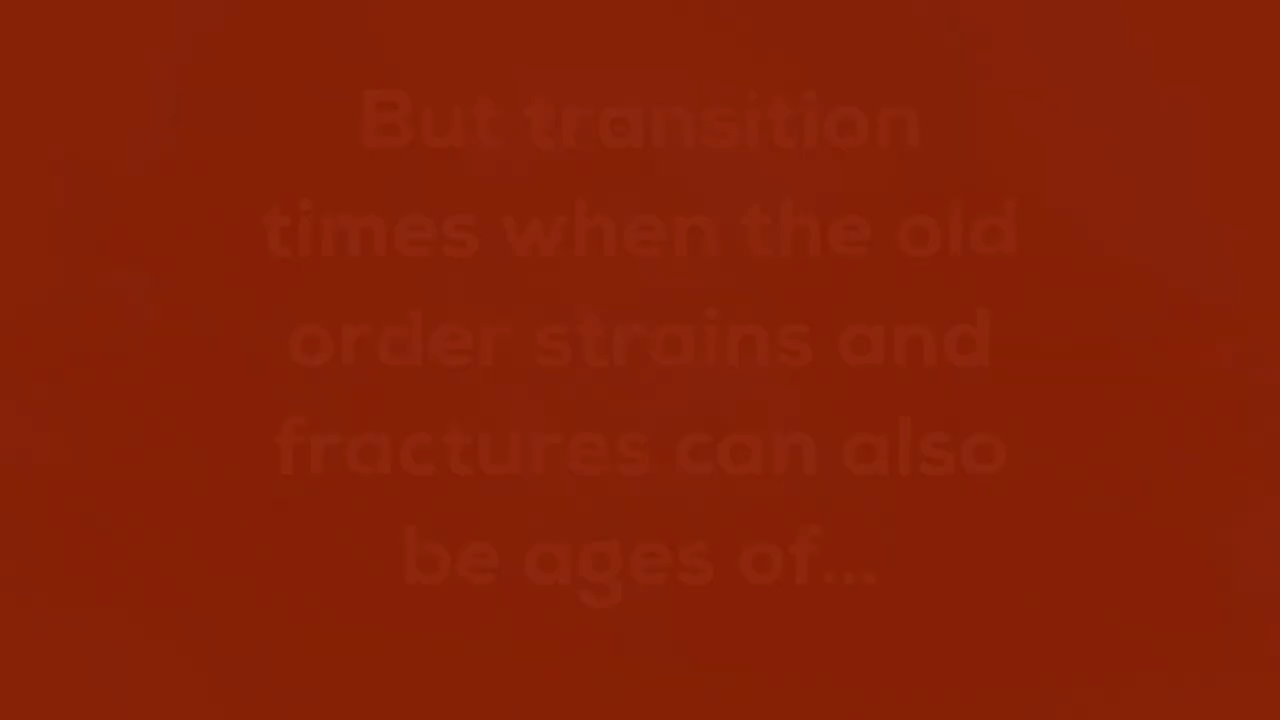 But transition
times when the old
order strains and
fractures can also
be ages of...